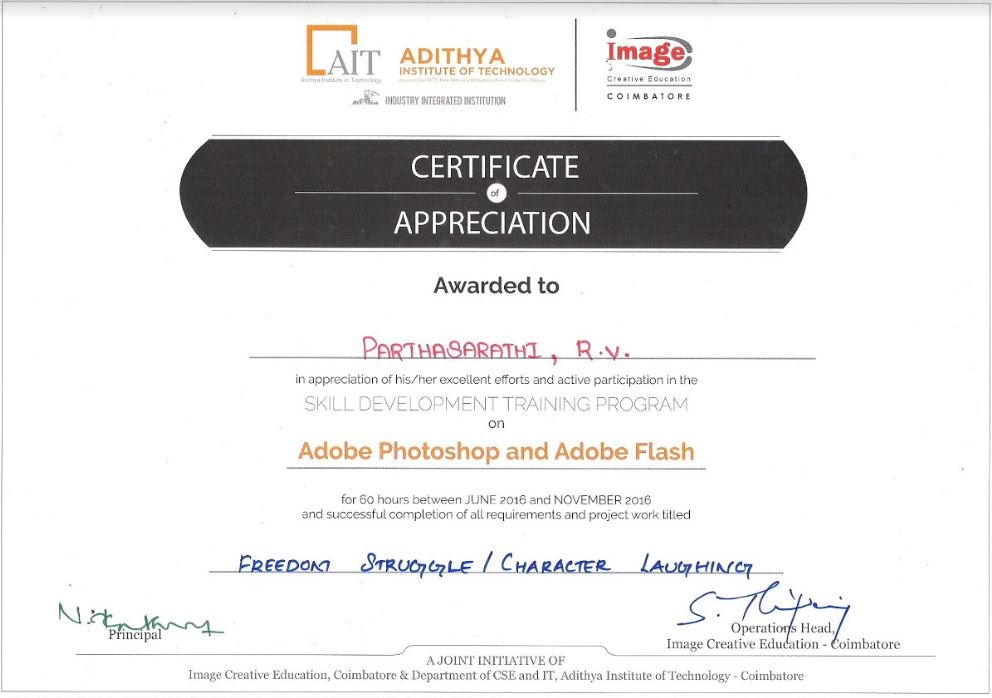 AIT
Adithya Institute of Technology
ADITHYA
INSTITUTE OF TECHNOLOGY
INDUSTRY INTEGRATED INSTITUTION
Image
Creative Education
COIMBATORE
CERTIFICATE
of
APPRECIATION
Awarded to
PARTHASARATHI, R.V.
in appreciation of his/her excellent efforts and active participation in the
SKILL DEVELOPMENT TRAINING PROGRAM
on
Adobe Photoshop and Adobe Flash
for 60 hours between JUNE 2016 and NOVEMBER 2016
and successful completion of all requirements and project work titled
FREEDOM STRUGGLE / CHARACTER LAUGHING
Principal
Operations Head,
Image Creative Education - Coimbatore
A JOINT INITIATIVE OF
Image Creative Education, Coimbatore & Department of CSE and IT, Adithya Institute of Technology - Coimbatore